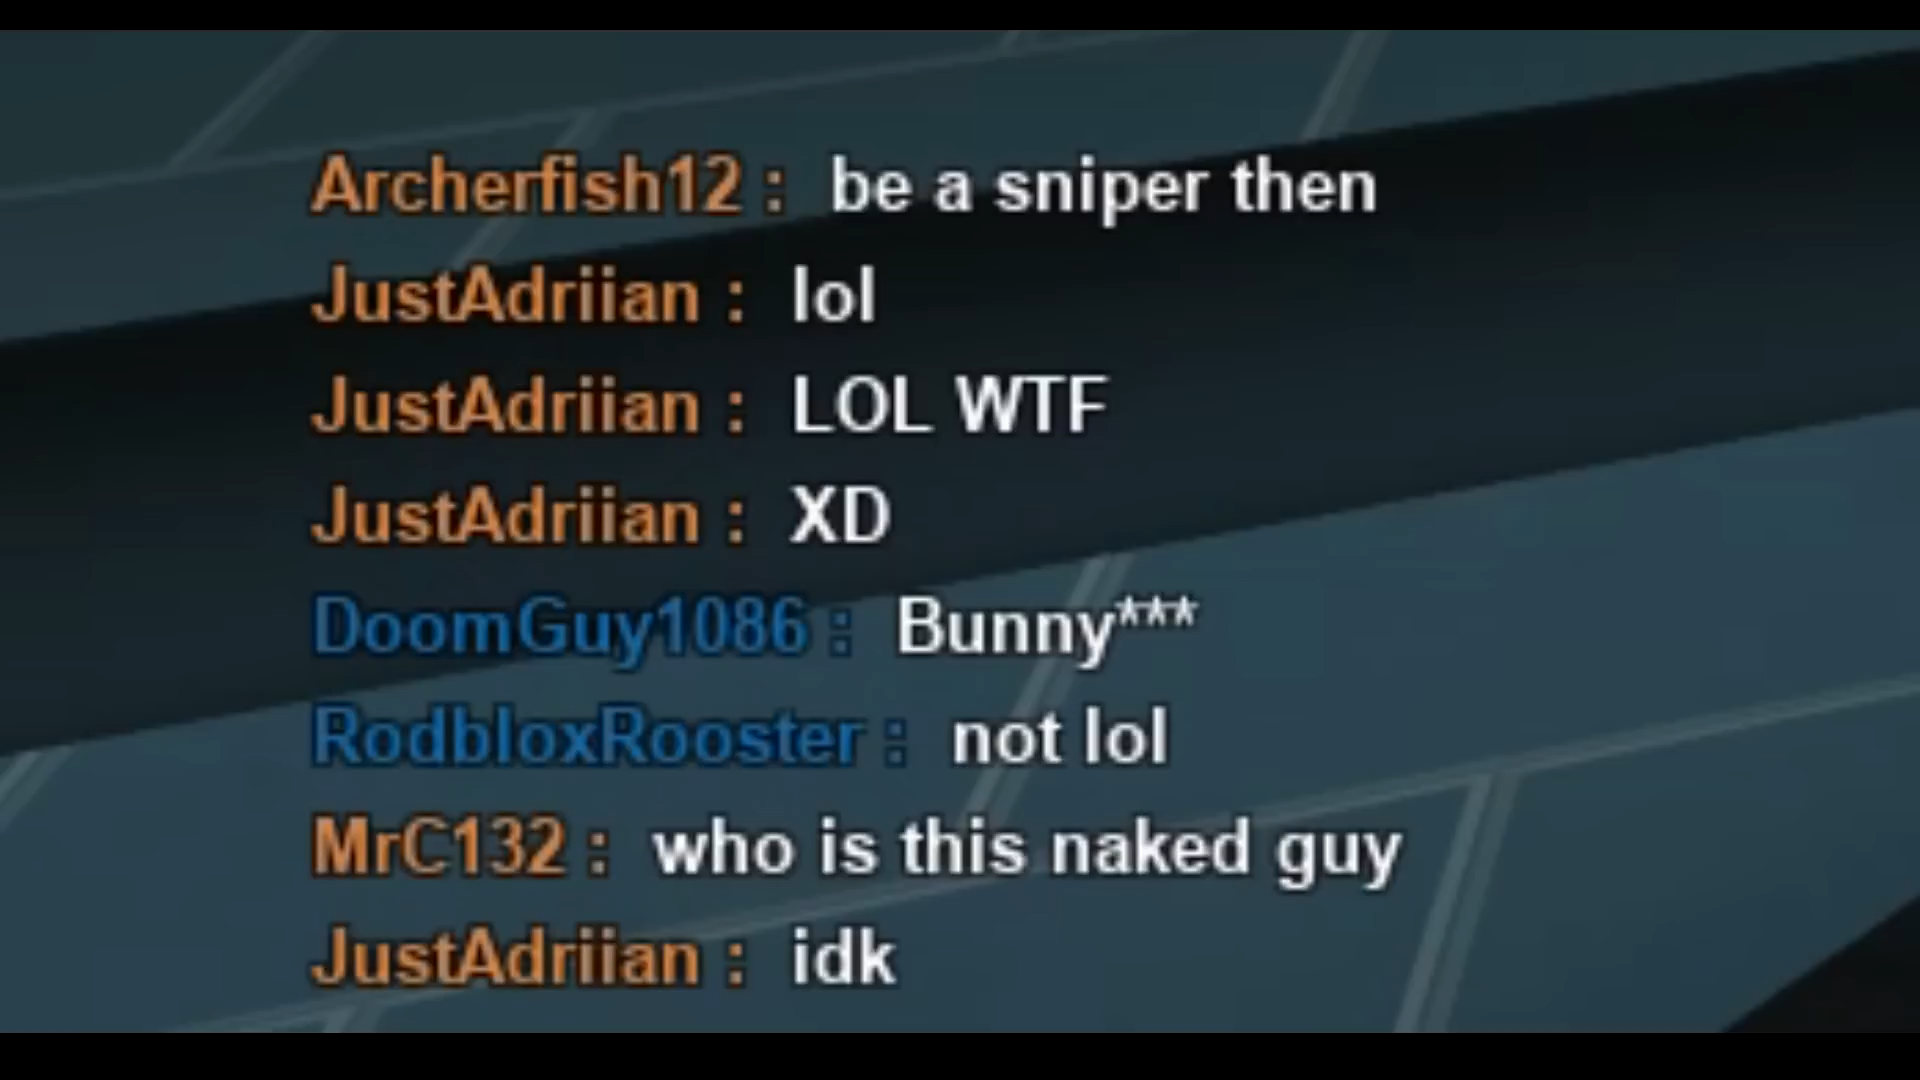 Archerfish12 : be a sniper then
JustAdriian : lol
JustAdriian : LOL WTF
JustAdriian : XD
DoomGuy1086 : Bunny***
RodbloxRooster : not lol
MrC132 : who is this naked guy
JustAdriian : idk